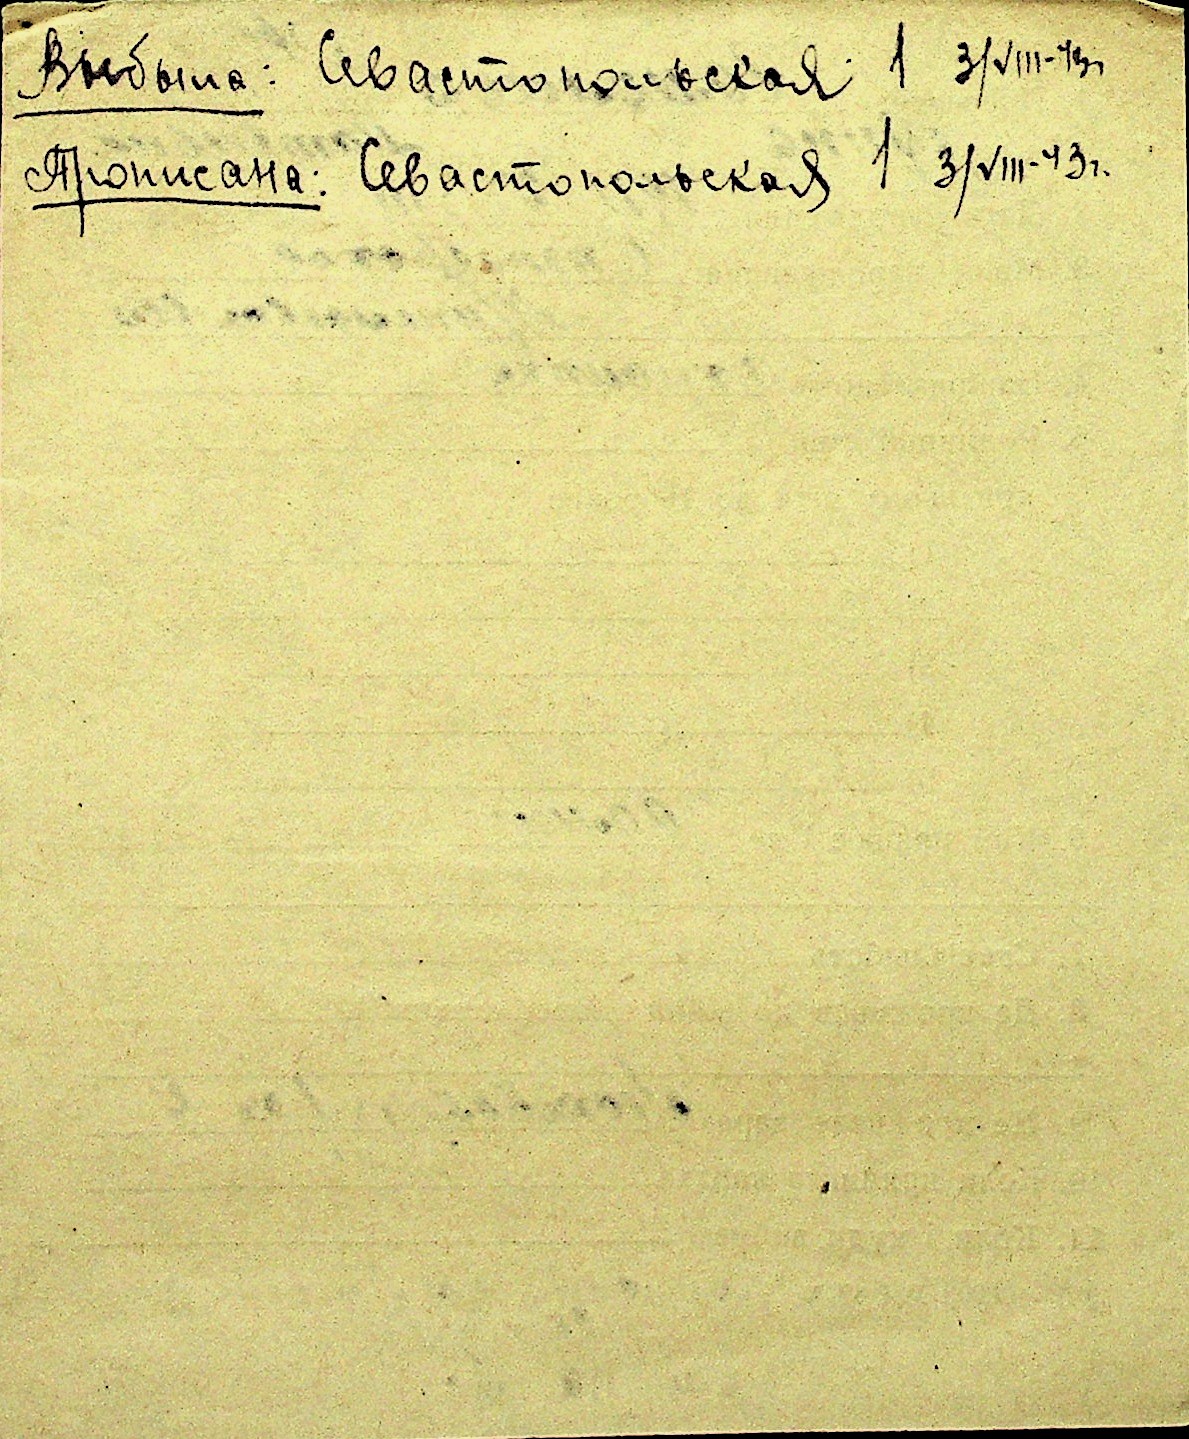 Выбыла: Севастопольская 1 3/VIII-43г.
Прописана: Севастопольская 1 3/VIII-43г.